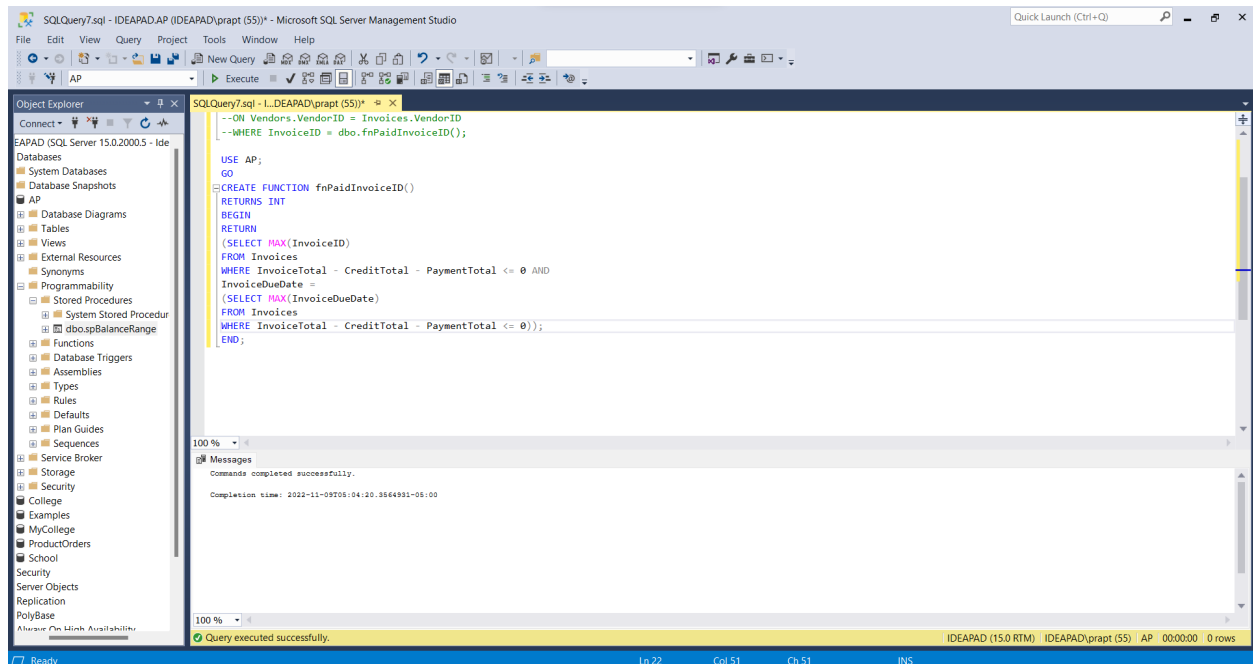 SQLQuery7.sql - IDEAPAD.AP (IDEAPAD\prapt (55))* - Microsoft SQL Server Management Studio
Quick Launch (Ctrl+Q)
File Edit View Query Project Tools Window Help
New Query
AP
Execute
Object Explorer
SQLQuery7.sql - I...DEAPAD\prapt (55))*
Connect
EAPAD (SQL Server 15.0.2000.5 - Ide
Databases
System Databases
Database Snapshots
AP
Database Diagrams
Tables
Views
External Resources
Synonyms
Programmability
Stored Procedures
System Stored Procedur
dbo.spBalanceRange
Functions
Database Triggers
Assemblies
Types
Rules
Defaults
Plan Guides
Sequences
Service Broker
Storage
Security
College
Examples
MyCollege
ProductOrders
School
Security
Server Objects
Replication
PolyBase
Always On High Availability
--ON Vendors.VendorID = Invoices.VendorID
--WHERE InvoiceID = dbo.fnPaidInvoiceID();
USE AP;
GO
CREATE FUNCTION fnPaidInvoiceID()
RETURNS INT
BEGIN
RETURN
(SELECT MAX(InvoiceID)
FROM Invoices
WHERE InvoiceTotal - CreditTotal - PaymentTotal <= 0 AND
InvoiceDueDate =
(SELECT MAX(InvoiceDueDate)
FROM Invoices
WHERE InvoiceTotal - CreditTotal - PaymentTotal <= 0));
END;
100 %
Messages
Commands completed successfully.
Completion time: 2022-11-09T05:04:20.3564931-05:00
100 %
Query executed successfully.
IDEAPAD (15.0 RTM) IDEAPAD\prapt (55) AP 00:00:00 0 rows
Ready
Ln 22 Col 51 Ch 51 INS